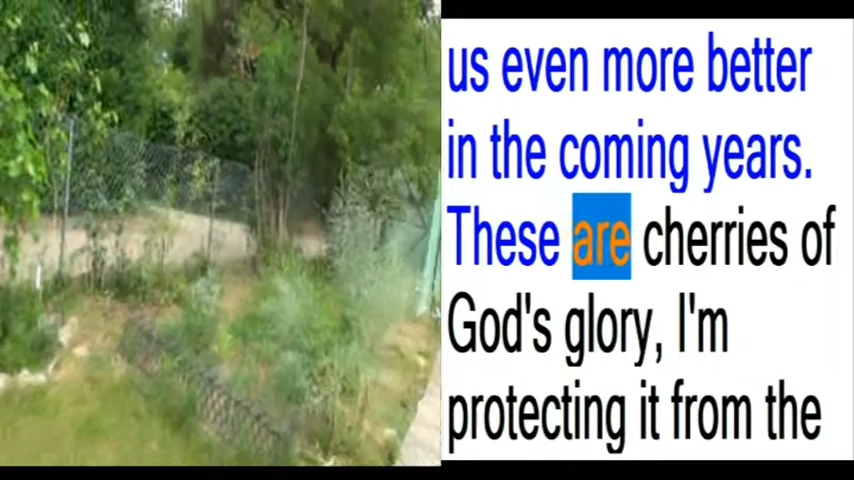 us even more better
in the coming years.
These are cherries of
God's glory, I'm
protecting it from the